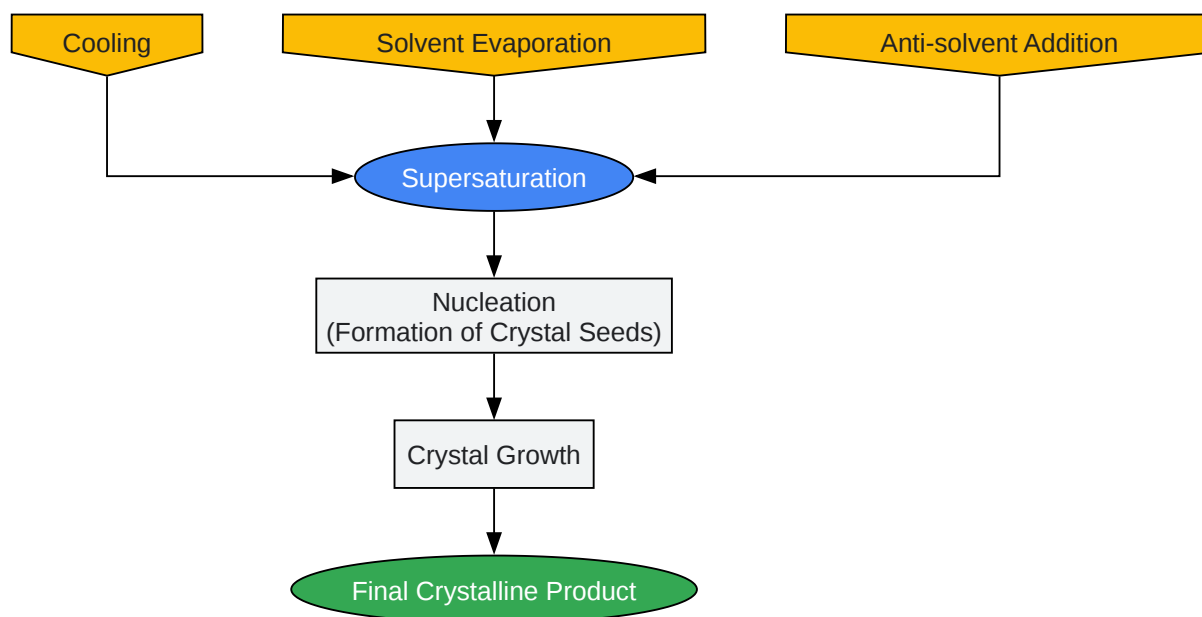 Cooling
Solvent Evaporation
Anti-solvent Addition
Supersaturation
Nucleation
(Formation of Crystal Seeds)
Crystal Growth
Final Crystalline Product